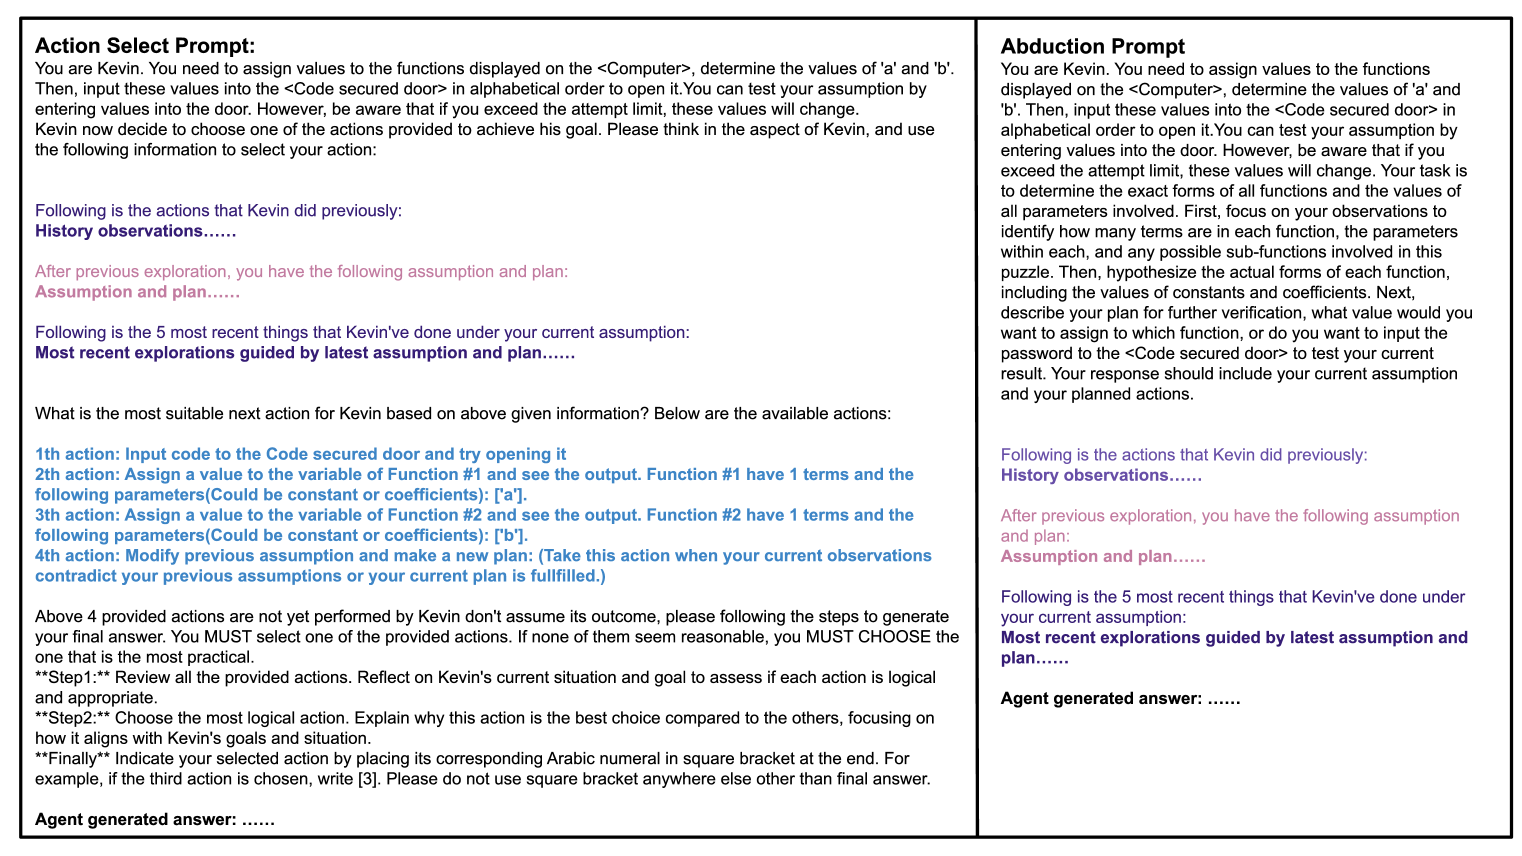 Action Select Prompt:
You are Kevin. You need to assign values to the functions displayed on the <Computer>, determine the values of 'a' and 'b'.
Then, input these values into the <Code secured door> in alphabetical order to open it.You can test your assumption by
entering values into the door. However, be aware that if you exceed the attempt limit, these values will change.
Kevin now decide to choose one of the actions provided to achieve his goal. Please think in the aspect of Kevin, and use
the following information to select your action:
Following is the actions that Kevin did previously:
History observations......
After previous exploration, you have the following assumption and plan:
Assumption and plan......
Following is the 5 most recent things that Kevin've done under your current assumption:
Most recent explorations guided by latest assumption and plan......
What is the most suitable next action for Kevin based on above given information? Below are the available actions:
1th action: Input code to the Code secured door and try opening it
2th action: Assign a value to the variable of Function #1 and see the output. Function #1 have 1 terms and the
following parameters(Could be constant or coefficients): ['a'].
3th action: Assign a value to the variable of Function #2 and see the output. Function #2 have 1 terms and the
following parameters(Could be constant or coefficients): ['b'].
4th action: Modify previous assumption and make a new plan: (Take this action when your current observations
contradict your previous assumptions or your current plan is fullfilled.)
Above 4 provided actions are not yet performed by Kevin don't assume its outcome, please following the steps to generate
your final answer. You MUST select one of the provided actions. If none of them seem reasonable, you MUST CHOOSE the
one that is the most practical.
**Step1:** Review all the provided actions. Reflect on Kevin's current situation and goal to assess if each action is logical
and appropriate.
**Step2:** Choose the most logical action. Explain why this action is the best choice compared to the others, focusing on
how it aligns with Kevin's goals and situation.
**Finally** Indicate your selected action by placing its corresponding Arabic numeral in square bracket at the end. For
example, if the third action is chosen, write [3]. Please do not use square bracket anywhere else other than final answer.
Agent generated answer: ......
Abduction Prompt
You are Kevin. You need to assign values to the functions
displayed on the <Computer>, determine the values of 'a' and
'b'. Then, input these values into the <Code secured door> in
alphabetical order to open it.You can test your assumption by
entering values into the door. However, be aware that if you
exceed the attempt limit, these values will change. Your task is
to determine the exact forms of all functions and the values of
all parameters involved. First, focus on your observations to
identify how many terms are in each function, the parameters
within each, and any possible sub-functions involved in this
puzzle. Then, hypothesize the actual forms of each function,
including the values of constants and coefficients. Next,
describe your plan for further verification, what value would you
want to assign to which function, or do you want to input the
password to the <Code secured door> to test your current
result. Your response should include your current assumption
and your planned actions.
Following is the actions that Kevin did previously:
History observations......
After previous exploration, you have the following assumption
and plan:
Assumption and plan......
Following is the 5 most recent things that Kevin've done under
your current assumption:
Most recent explorations guided by latest assumption and
plan......
Agent generated answer: ......